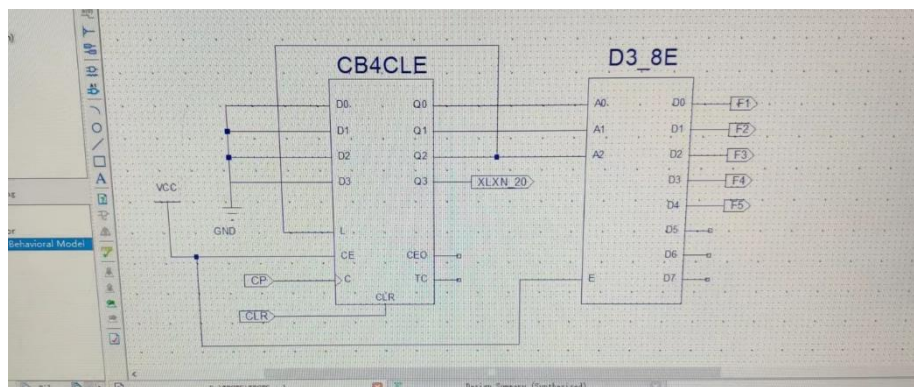 CB4CLE
D3_8E
D0 Q0 A0 D0 F1
D1 Q1 A1 D1 F2
D2 Q2 A2 D2 F3
D3 Q3 XLXN_20 D3 F4
VCC
D4 F5
GND
L D5
Behavioral Model
CE CEO D6
CP C TC E D7
CLR
CLR